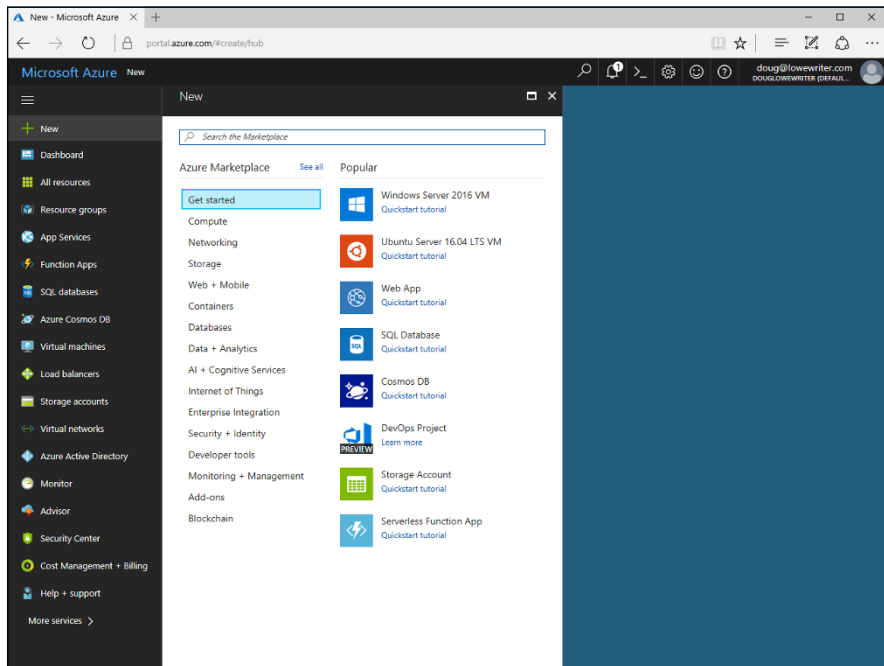 New - Microsoft Azure
portal.azure.com/#create/hub
Microsoft Azure New
1
doug@lowewriter.com
DOUGLOWEWRITER (DEFAUL...
New
Search the Marketplace
Azure Marketplace See all
Popular
New
Dashboard
All resources
Resource groups
App Services
Function Apps
SQL databases
Azure Cosmos DB
Virtual machines
Load balancers
Storage accounts
Virtual networks
Azure Active Directory
Monitor
Advisor
Security Center
Cost Management + Billing
Help + support
More services
Get started
Compute
Networking
Storage
Web + Mobile
Containers
Databases
Data + Analytics
AI + Cognitive Services
Internet of Things
Enterprise Integration
Security + Identity
Developer tools
Monitoring + Management
Add-ons
Blockchain
Windows Server 2016 VM
Quickstart tutorial
Ubuntu Server 16.04 LTS VM
Quickstart tutorial
Web App
Quickstart tutorial
SQL
SQL Database
Quickstart tutorial
Cosmos DB
Quickstart tutorial
PREVIEW
DevOps Project
Learn more
Storage Account
Quickstart tutorial
Serverless Function App
Quickstart tutorial